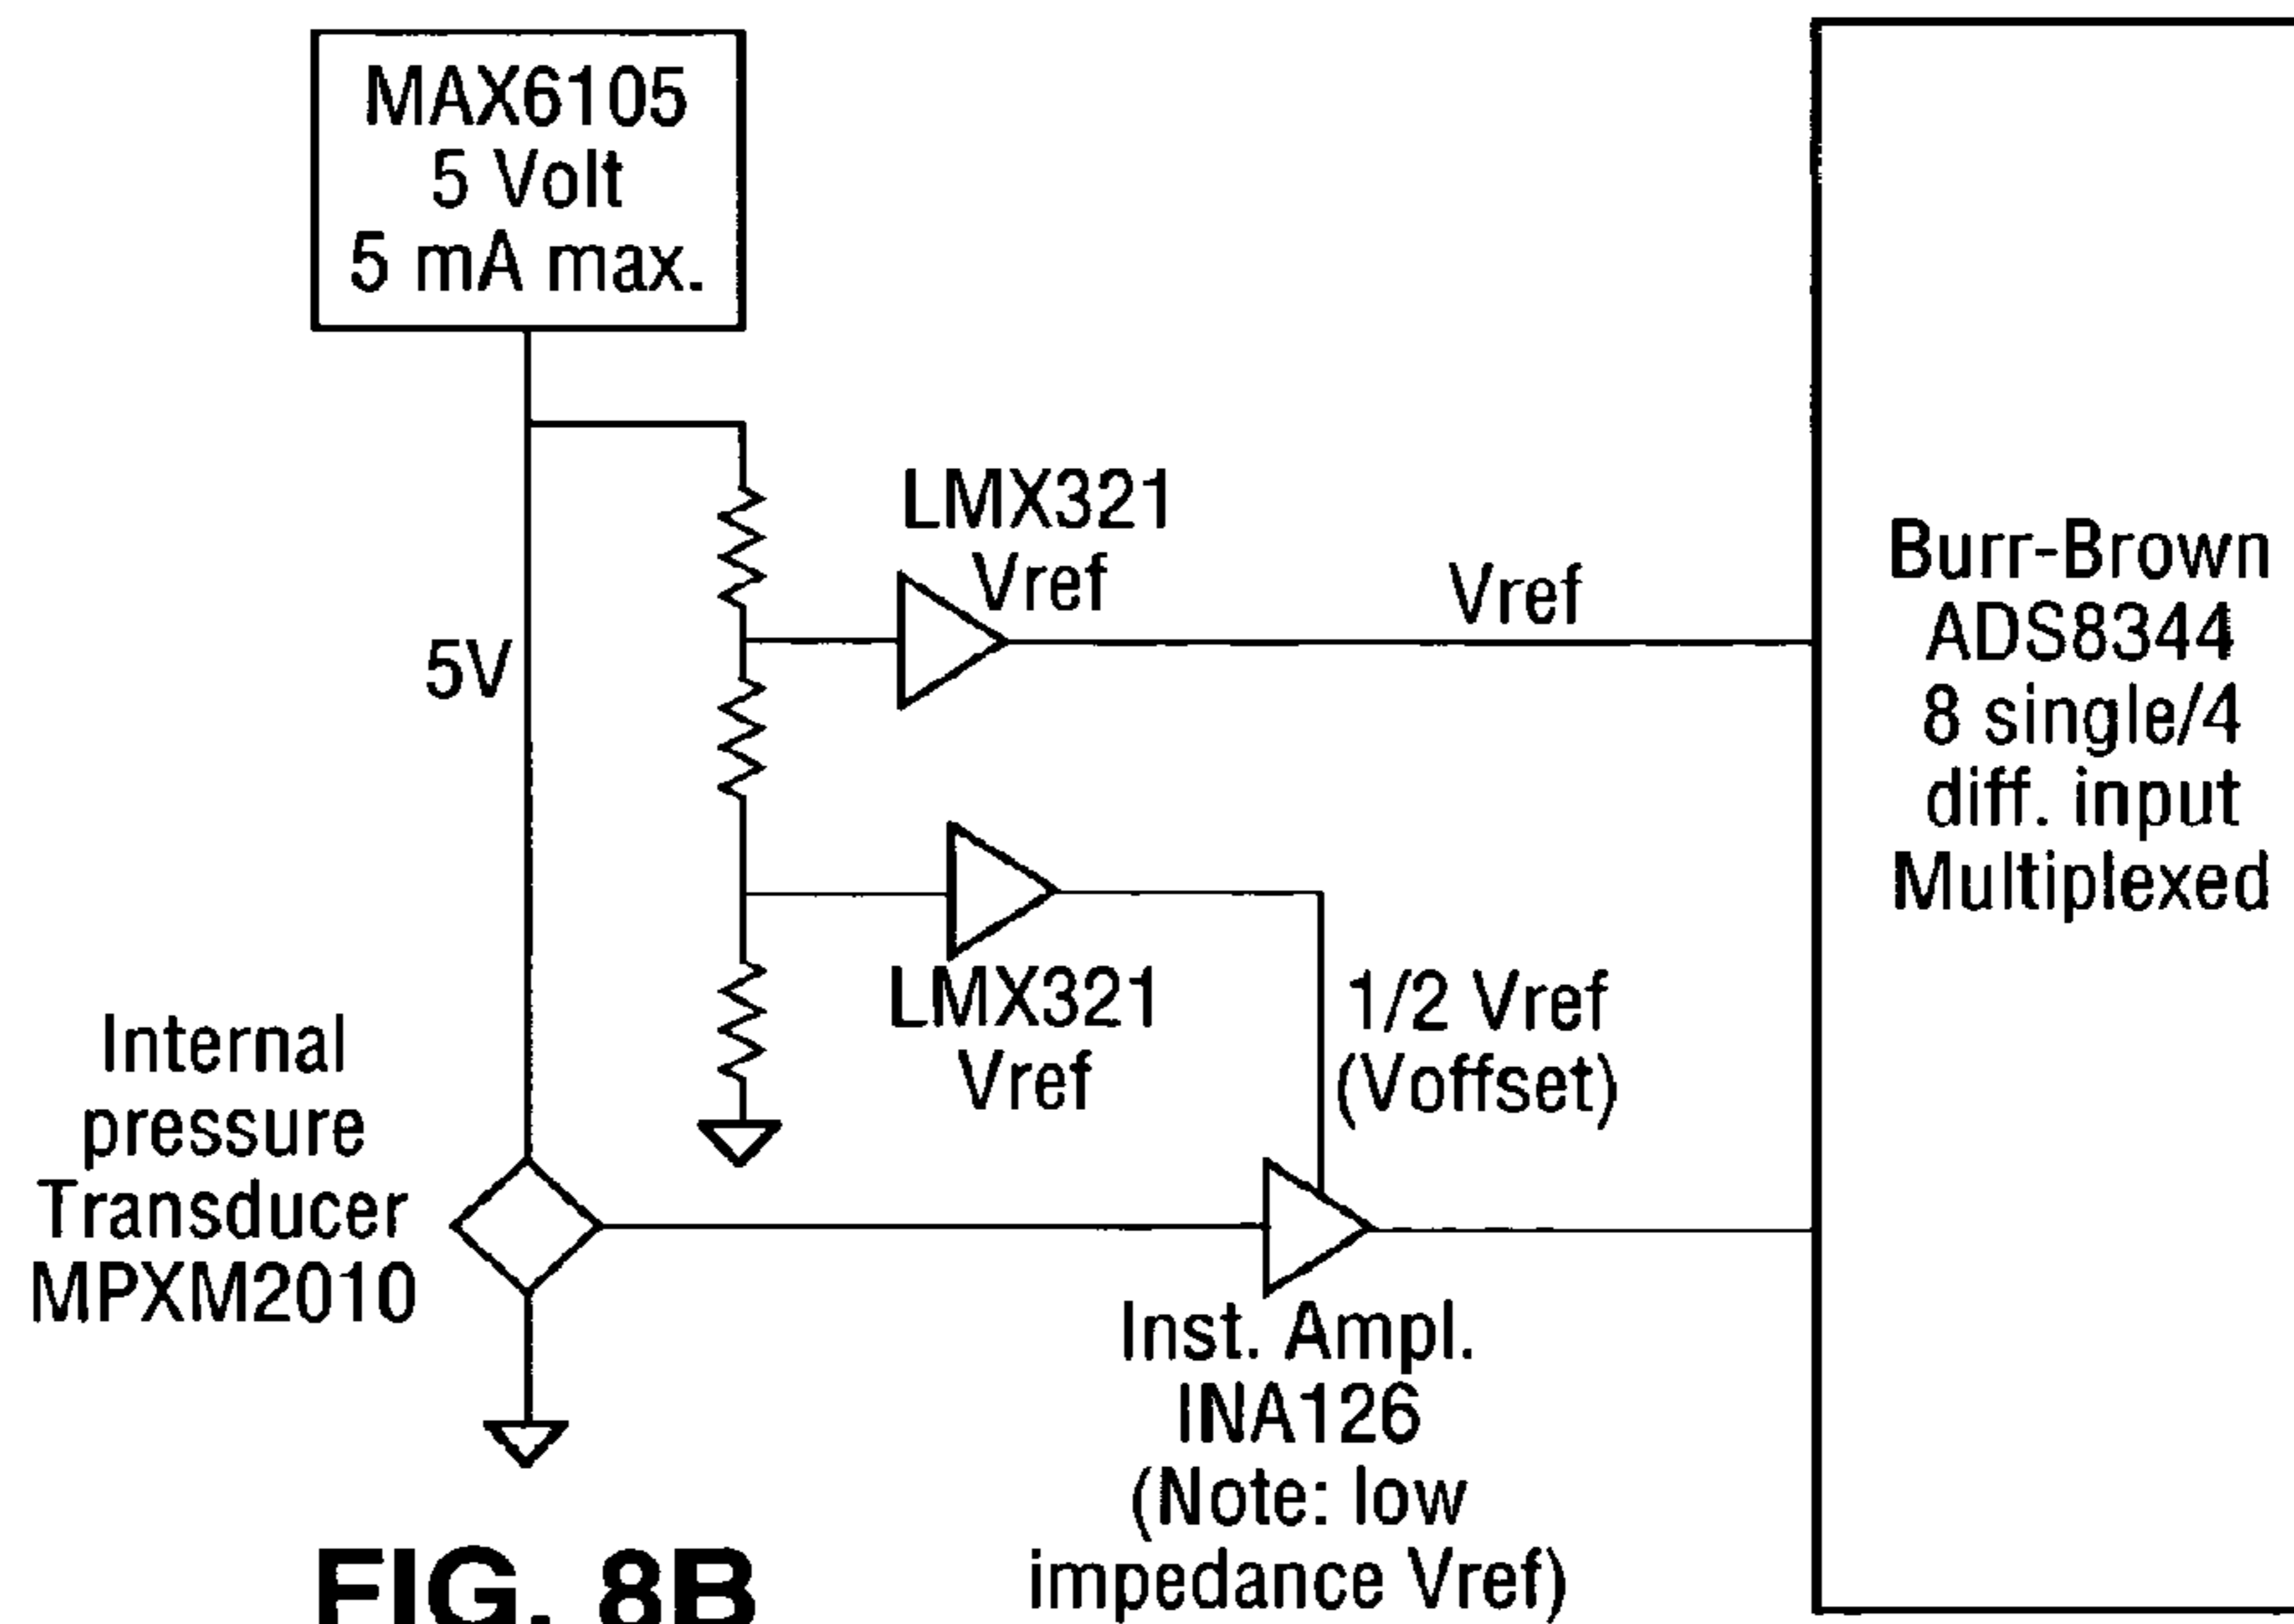 MAX6105
5 Volt
5 mA max.
LMX321
Vref
Vref
5V
Burr-Brown
ADS8344
8 single/4
diff. input
Multiplexed
LMX321
Vref
1/2 Vref
(Voffset)
Internal
pressure
Transducer
MPXM2010
Inst. Ampl.
INA126
(Note: low
impedance Vref)
FIG. 8B